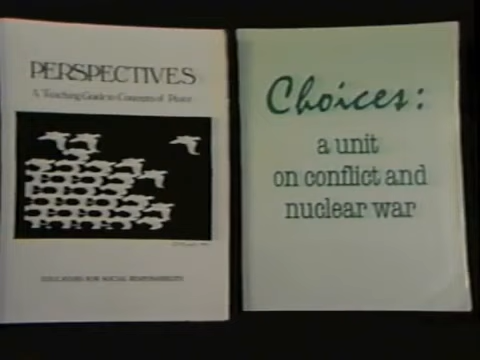 PERSPECTIVES
A Teaching Guide to Concepts of Peace
EDUCATORS FOR SOCIAL RESPONSIBILITY
Choices:
a unit
on conflict and
nuclear war